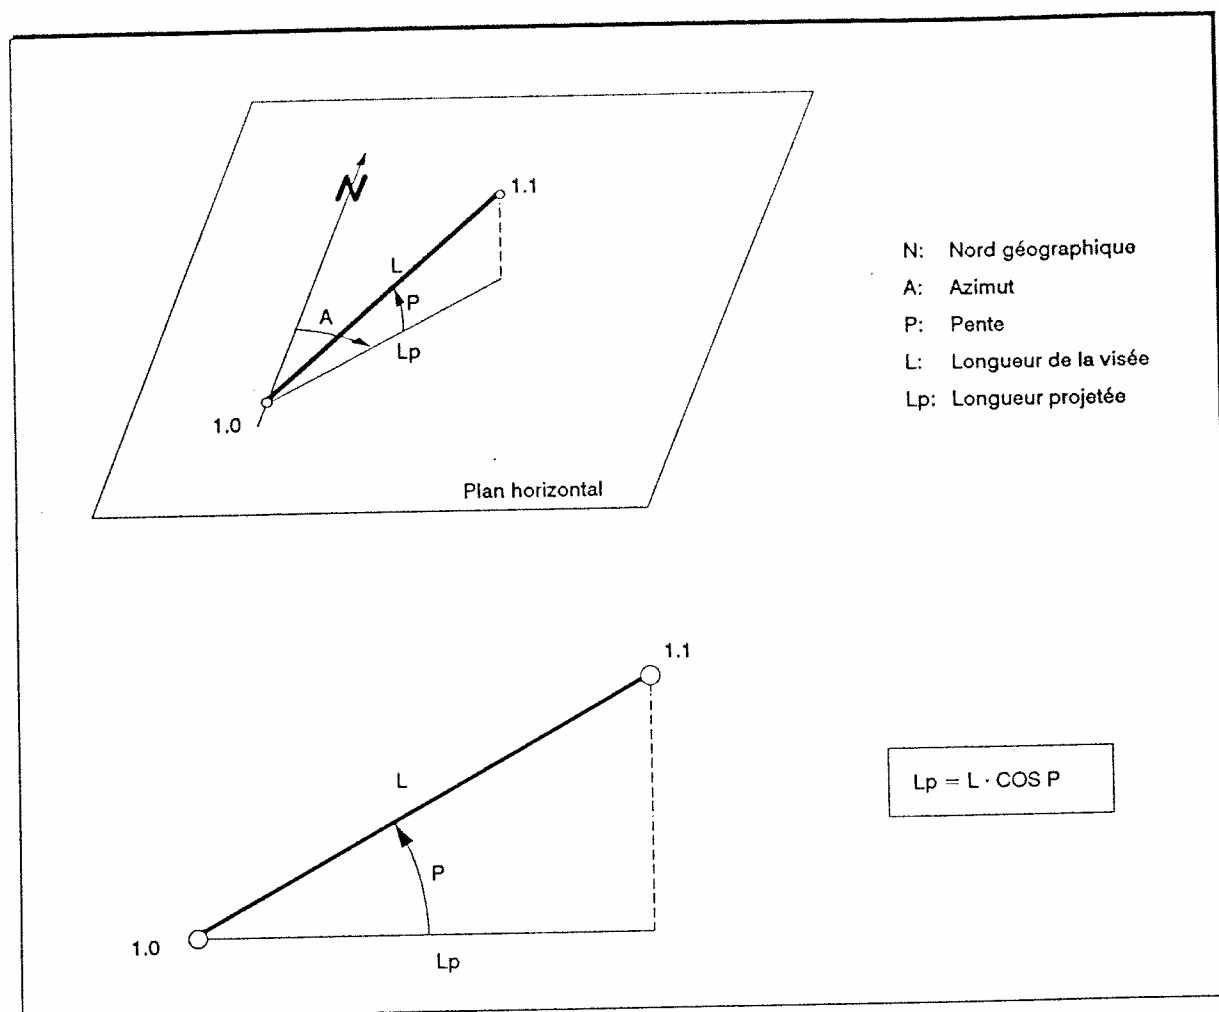 N
1.1
L
P
A
Lp
1.0
Plan horizontal
N: Nord géographique
A: Azimut
P: Pente
L: Longueur de la visée
Lp: Longueur projetée
1.1
L
P
1.0
Lp
Lp = L · COS P